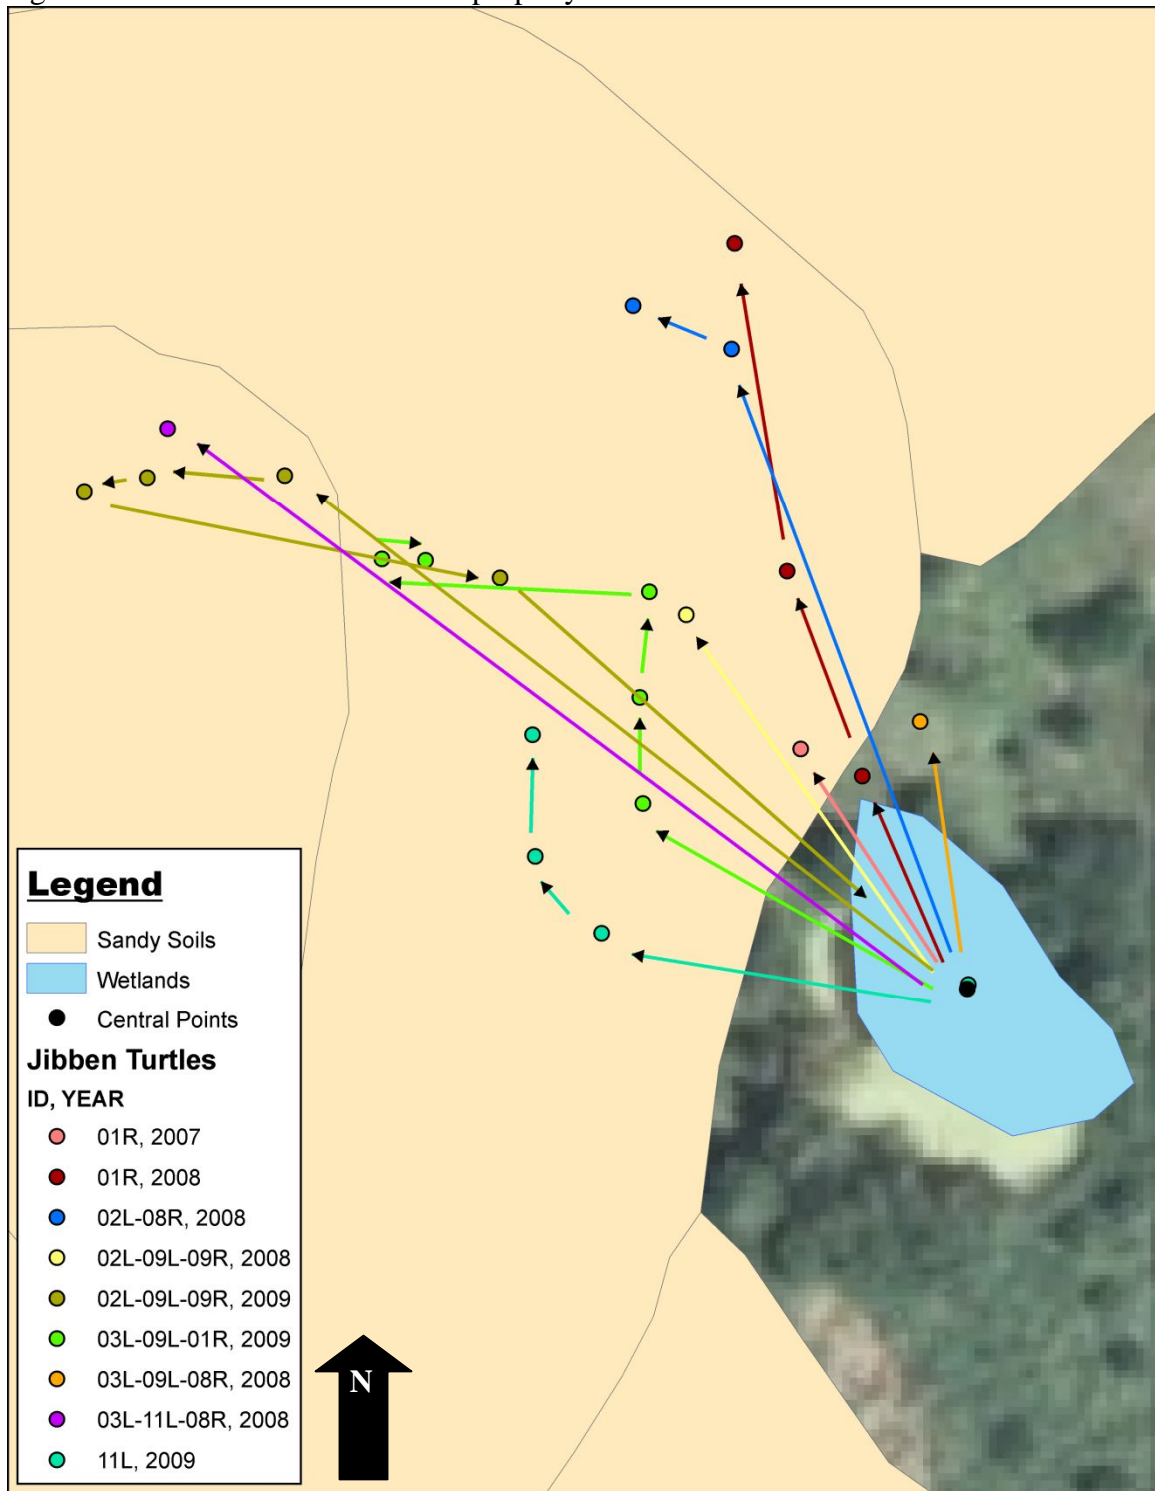 property
N
Legend
Sandy Soils
Wetlands
Central Points
Jibben Turtles
ID, YEAR
01R, 2007
01R, 2008
02L-08R, 2008
02L-09L-09R, 2008
02L-09L-09R, 2009
03L-09L-01R, 2009
03L-09L-08R, 2008
03L-11L-08R, 2008
11L, 2009